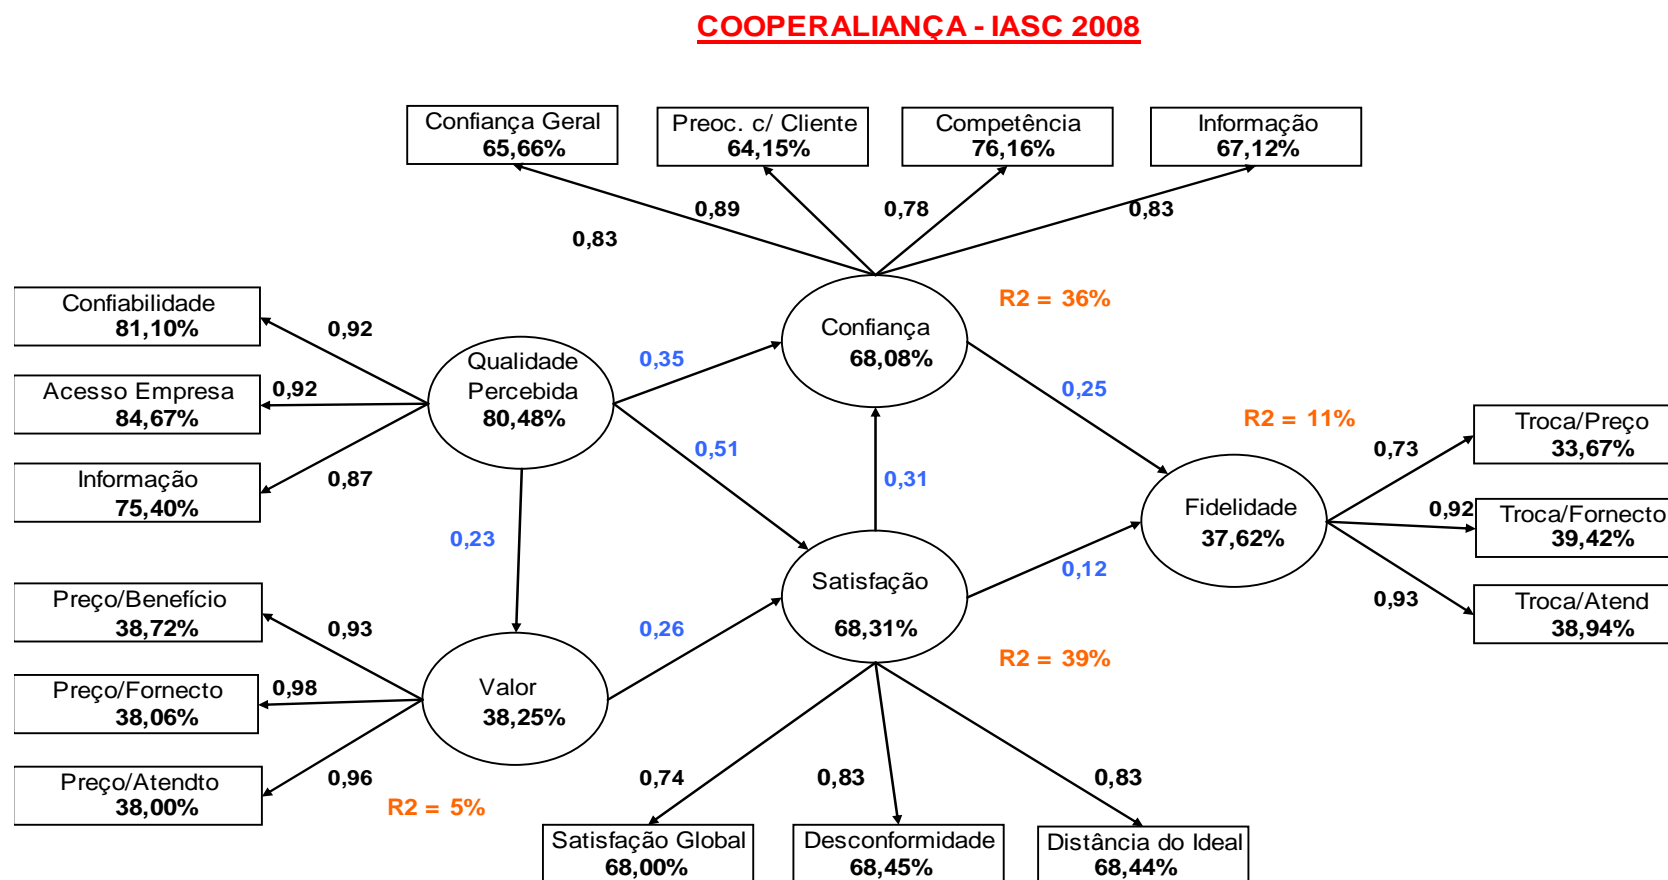 COOPERALIANÇA - IASC 2008
Confiança Geral
65,66%
Preoc. c/ Cliente
64,15%
Competência
76,16%
Informação
67,12%
0,89
0,78
0,83
0,83
Confiabilidade
81,10%
0,92
R2 = 36%
Confiança
68,08%
Qualidade
Percebida
80,48%
0,35
Acesso Empresa
84,67%
0,92
0,25
R2 = 11%
Troca/Preço
33,67%
0,73
0,51
Informação
75,40%
0,87
0,31
Fidelidade
37,62%
0,92
Troca/Fornecto
39,42%
0,23
0,12
Satisfação
68,31%
Preço/Benefício
38,72%
0,93
0,26
0,93
Troca/Atend
38,94%
R2 = 39%
Preço/Fornecto
38,06%
0,98
Valor
38,25%
Preço/Atendto
38,00%
0,96
R2 = 5%
0,74
0,83
0,83
Satisfação Global
68,00%
Desconformidade
68,45%
Distância do Ideal
68,44%